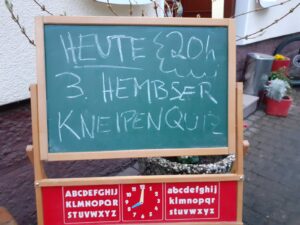 HEUTE 20h
3. HEMBSER
KNEIPENQUIZ
ABCDEFGHIJ
KLMNOPQR
STUVWXYZ
abcdefghij
klmnopqr
stuvwxyz